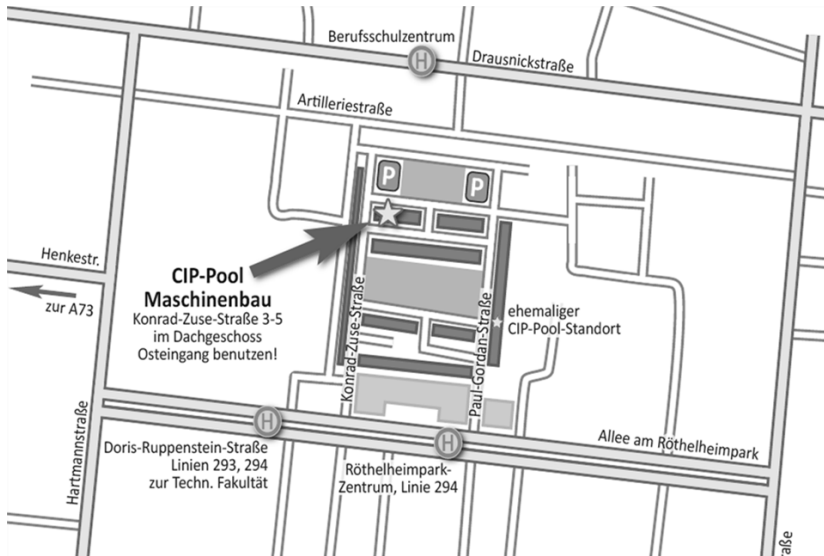 Berufsschulzentrum
H
Drausnickstraße
Artilleriestraße
P
P
Henkestr.
zur A73
CIP-Pool
Maschinenbau
Konrad-Zuse-Straße 3-5
im Dachgeschoss
Osteingang benutzen!
Konrad-Zuse-Straße
Paul-Gordan-Straße
ehemaliger
CIP-Pool-Standort
Hartmannstraße
H
Doris-Ruppenstein-Straße
Linien 293, 294
zur Techn. Fakultät
H
Röthelheimpark-
Zentrum, Linie 294
Allee am Röthelheimpark